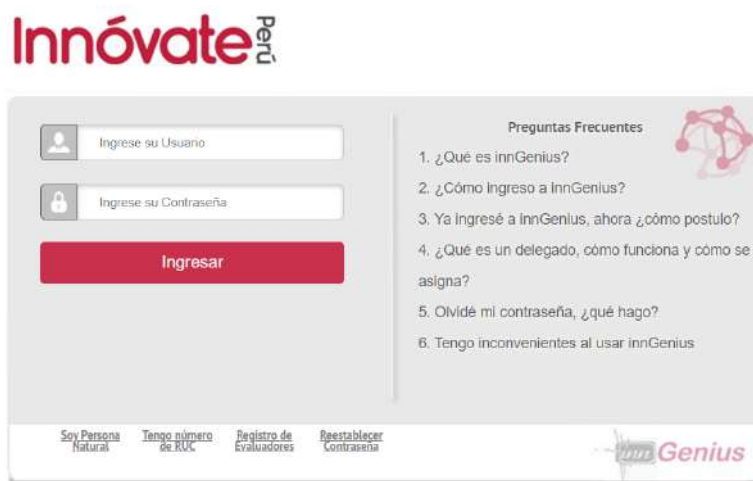 Innóvate Perú
Ingrese su Usuario
Ingrese su Contraseña
Ingresar
Preguntas Frecuentes
1. ¿Qué es innGenius?
2. ¿Cómo ingreso a InnGenius?
3. Ya ingresé a InnGenius, ahora ¿cómo postulo?
4. ¿Qué es un delegado, cómo funciona y cómo se
asigna?
5. Olvidé mi contraseña, ¿qué hago?
6. Tengo inconvenientes al usar innGenius
Soy Persona
Natural
Tengo número
de RUC
Registro de
Evaluadores
Reestablecer
Contraseña
innGenius